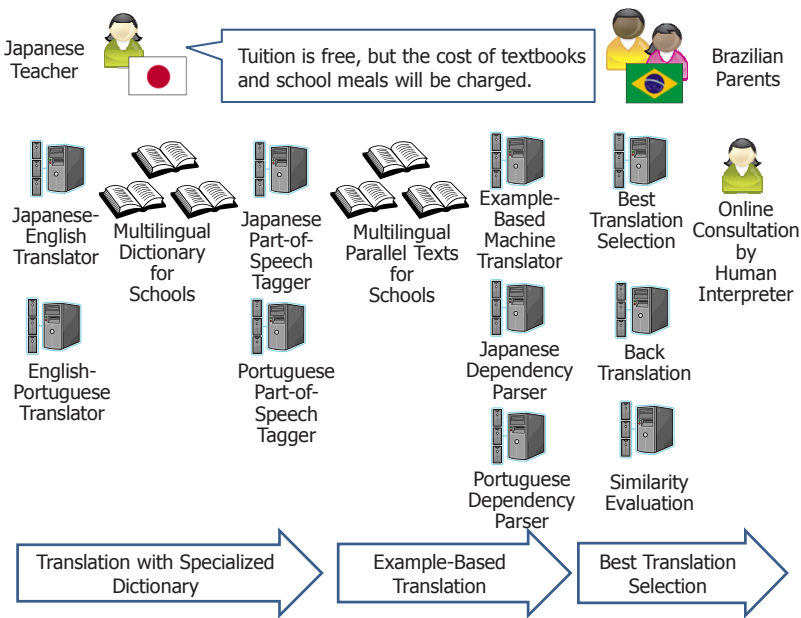 Japanese
Teacher
Tuition is free, but the cost of textbooks
and school meals will be charged.
Brazilian
Parents
Japanese-
English
Translator
Multilingual
Dictionary
for
Schools
Japanese
Part-of-
Speech
Tagger
Multilingual
Parallel Texts
for
Schools
Example-
Based
Machine
Translator
Best
Translation
Selection
Online
Consultation
by
Human
Interpreter
English-
Portuguese
Translator
Portuguese
Part-of-
Speech
Tagger
Japanese
Dependency
Parser
Back
Translation
Portuguese
Dependency
Parser
Similarity
Evaluation
Translation with Specialized
Dictionary
Example-Based
Translation
Best Translation
Selection